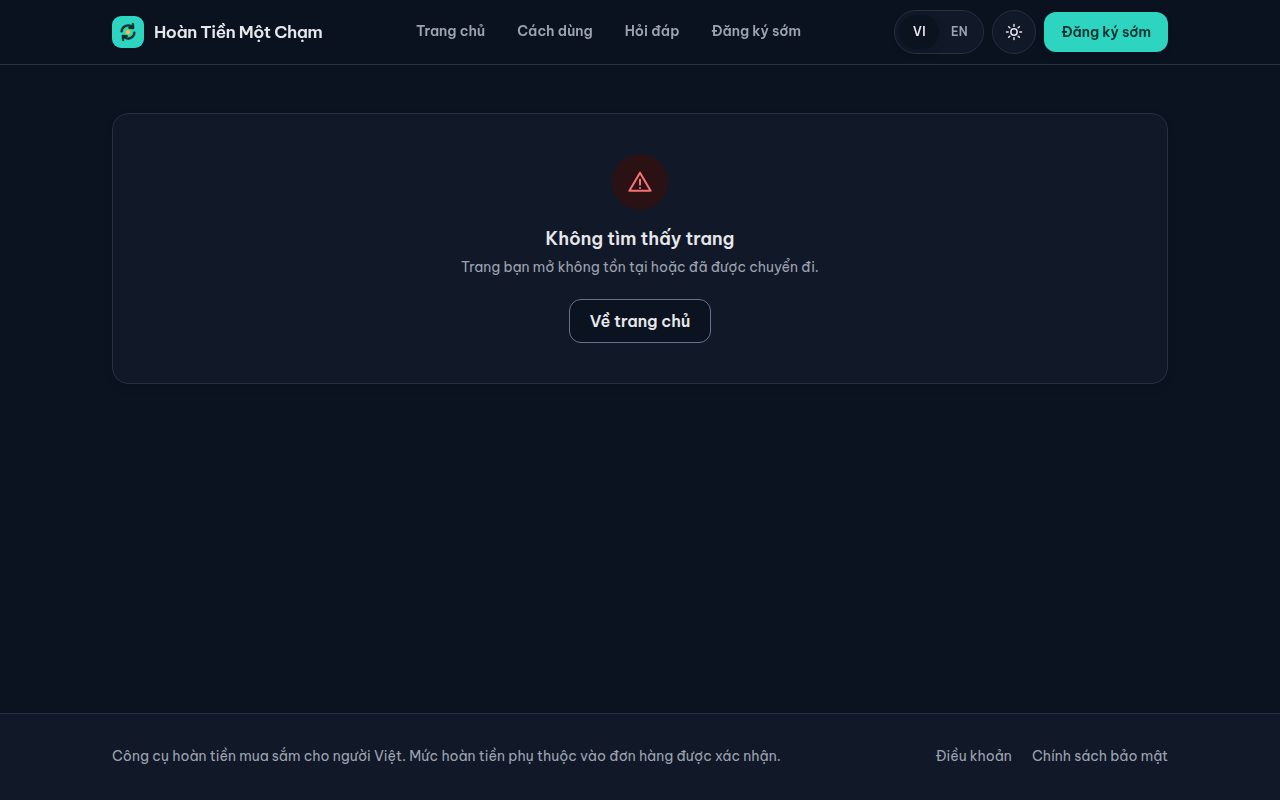 Hoàn Tiền Một Chạm
Trang chủ
Cách dùng
Hỏi đáp
Đăng ký sớm
VI
EN
Đăng ký sớm
Không tìm thấy trang
Trang bạn mở không tồn tại hoặc đã được chuyển đi.
Về trang chủ
Công cụ hoàn tiền mua sắm cho người Việt. Mức hoàn tiền phụ thuộc vào đơn hàng được xác nhận.
Điều khoản
Chính sách bảo mật